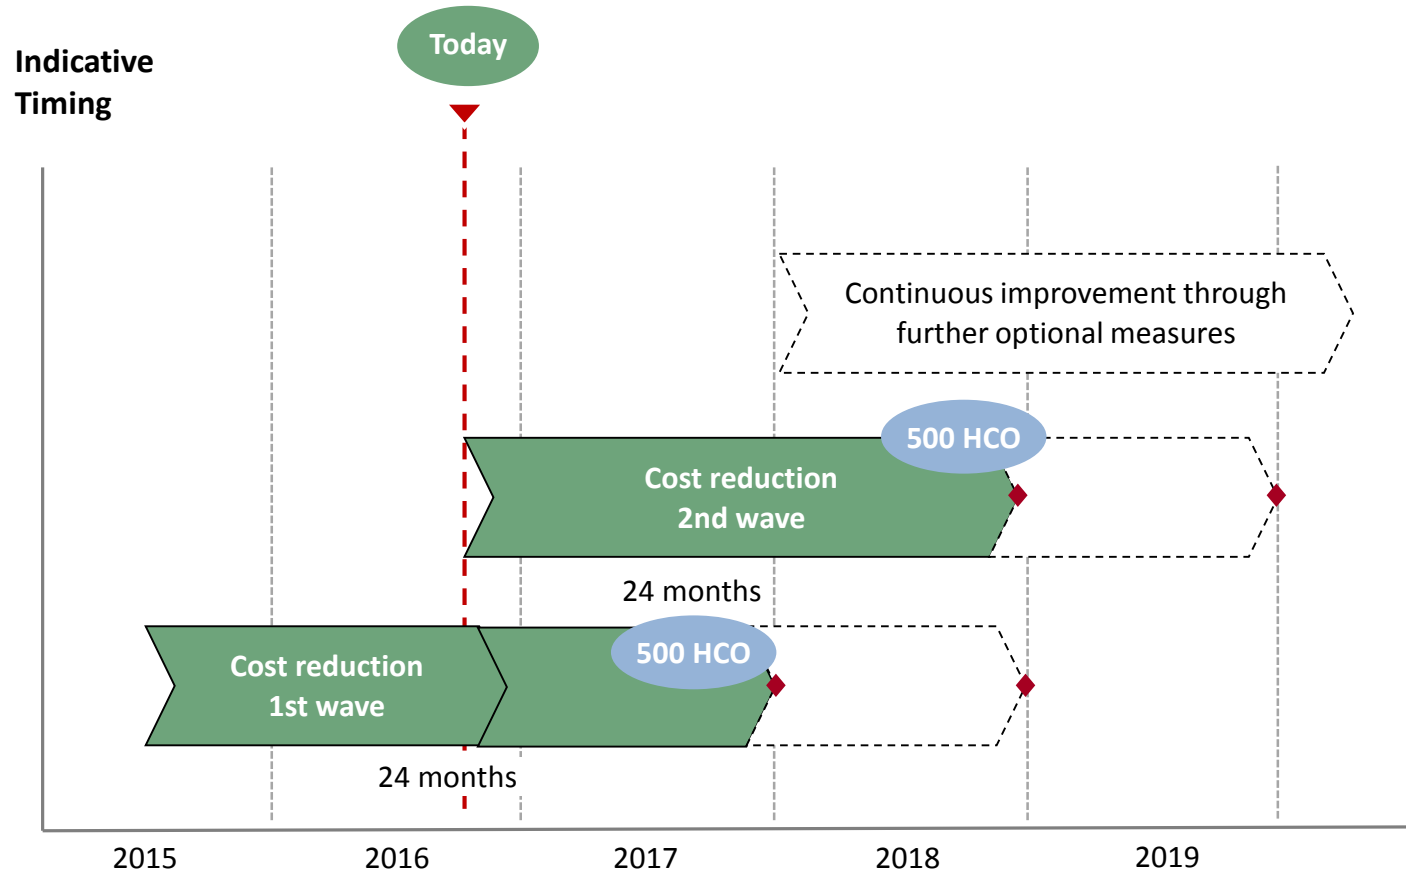 Today
Indicative
Timing
Continuous improvement through
further optional measures
500 HCO
Cost reduction
2nd wave
24 months
500 HCO
Cost reduction
1st wave
24 months
2015
2016
2017
2018
2019